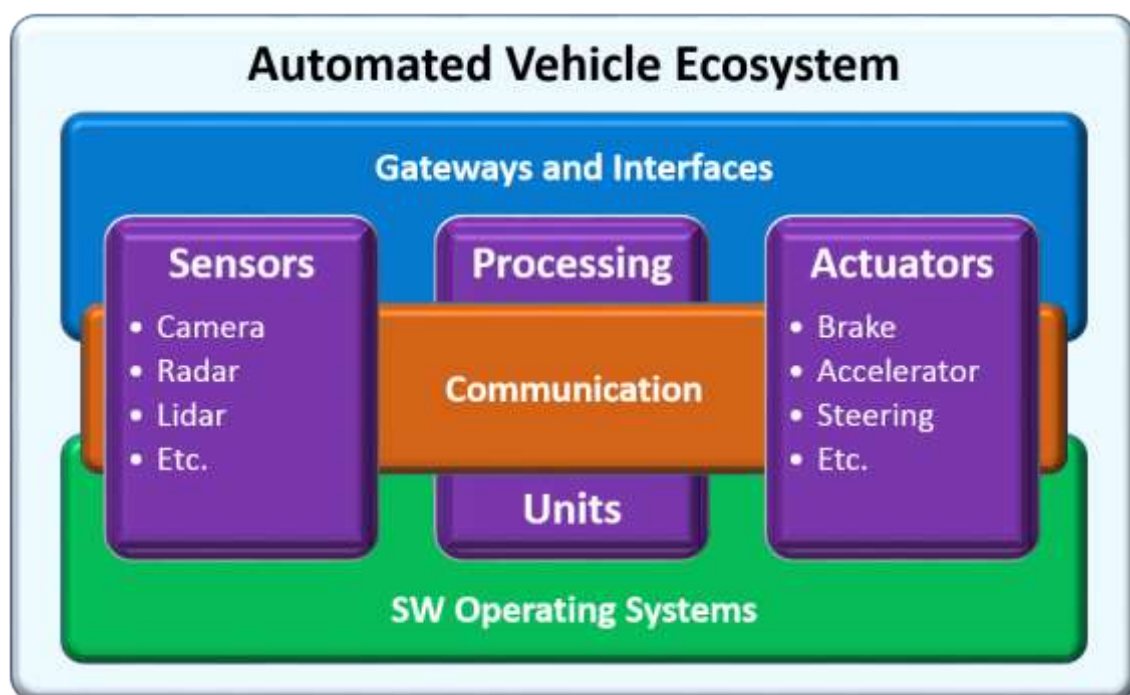 Automated Vehicle Ecosystem
Gateways and Interfaces
Sensors
• Camera
• Radar
• Lidar
• Etc.
Processing
Units
Communication
Actuators
• Brake
• Accelerator
• Steering
• Etc.
SW Operating Systems